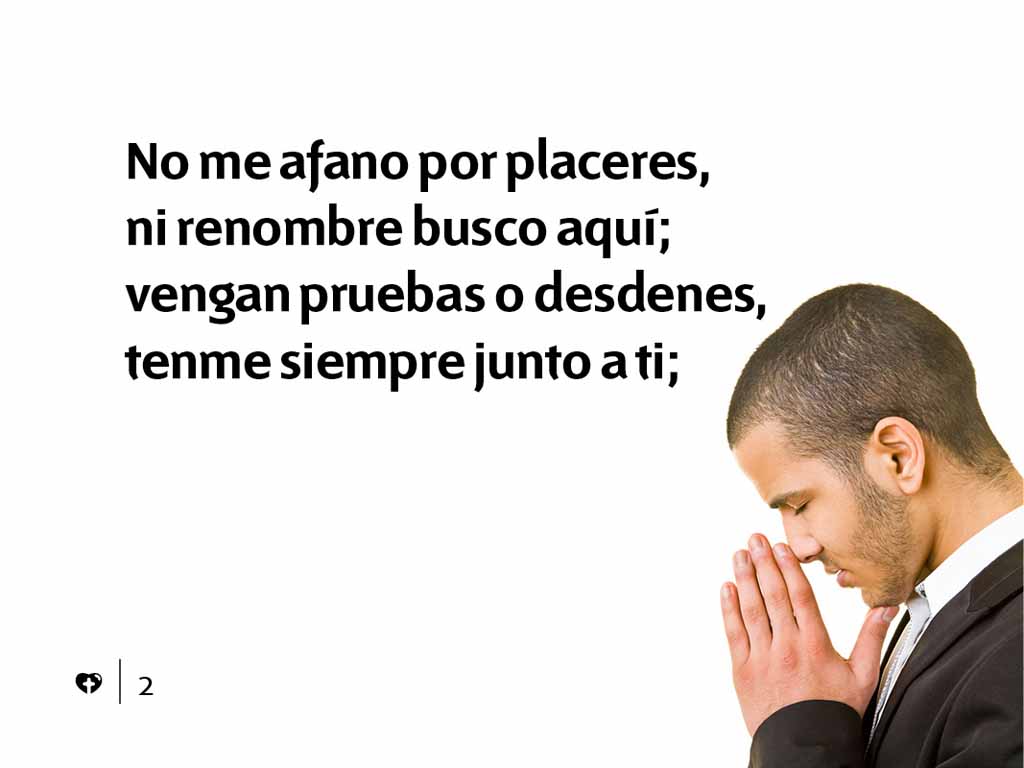 No me afano por placeres,
ni renombre busco aquí;
vengan pruebas o desdenes,
tenme siempre junto a ti;
2